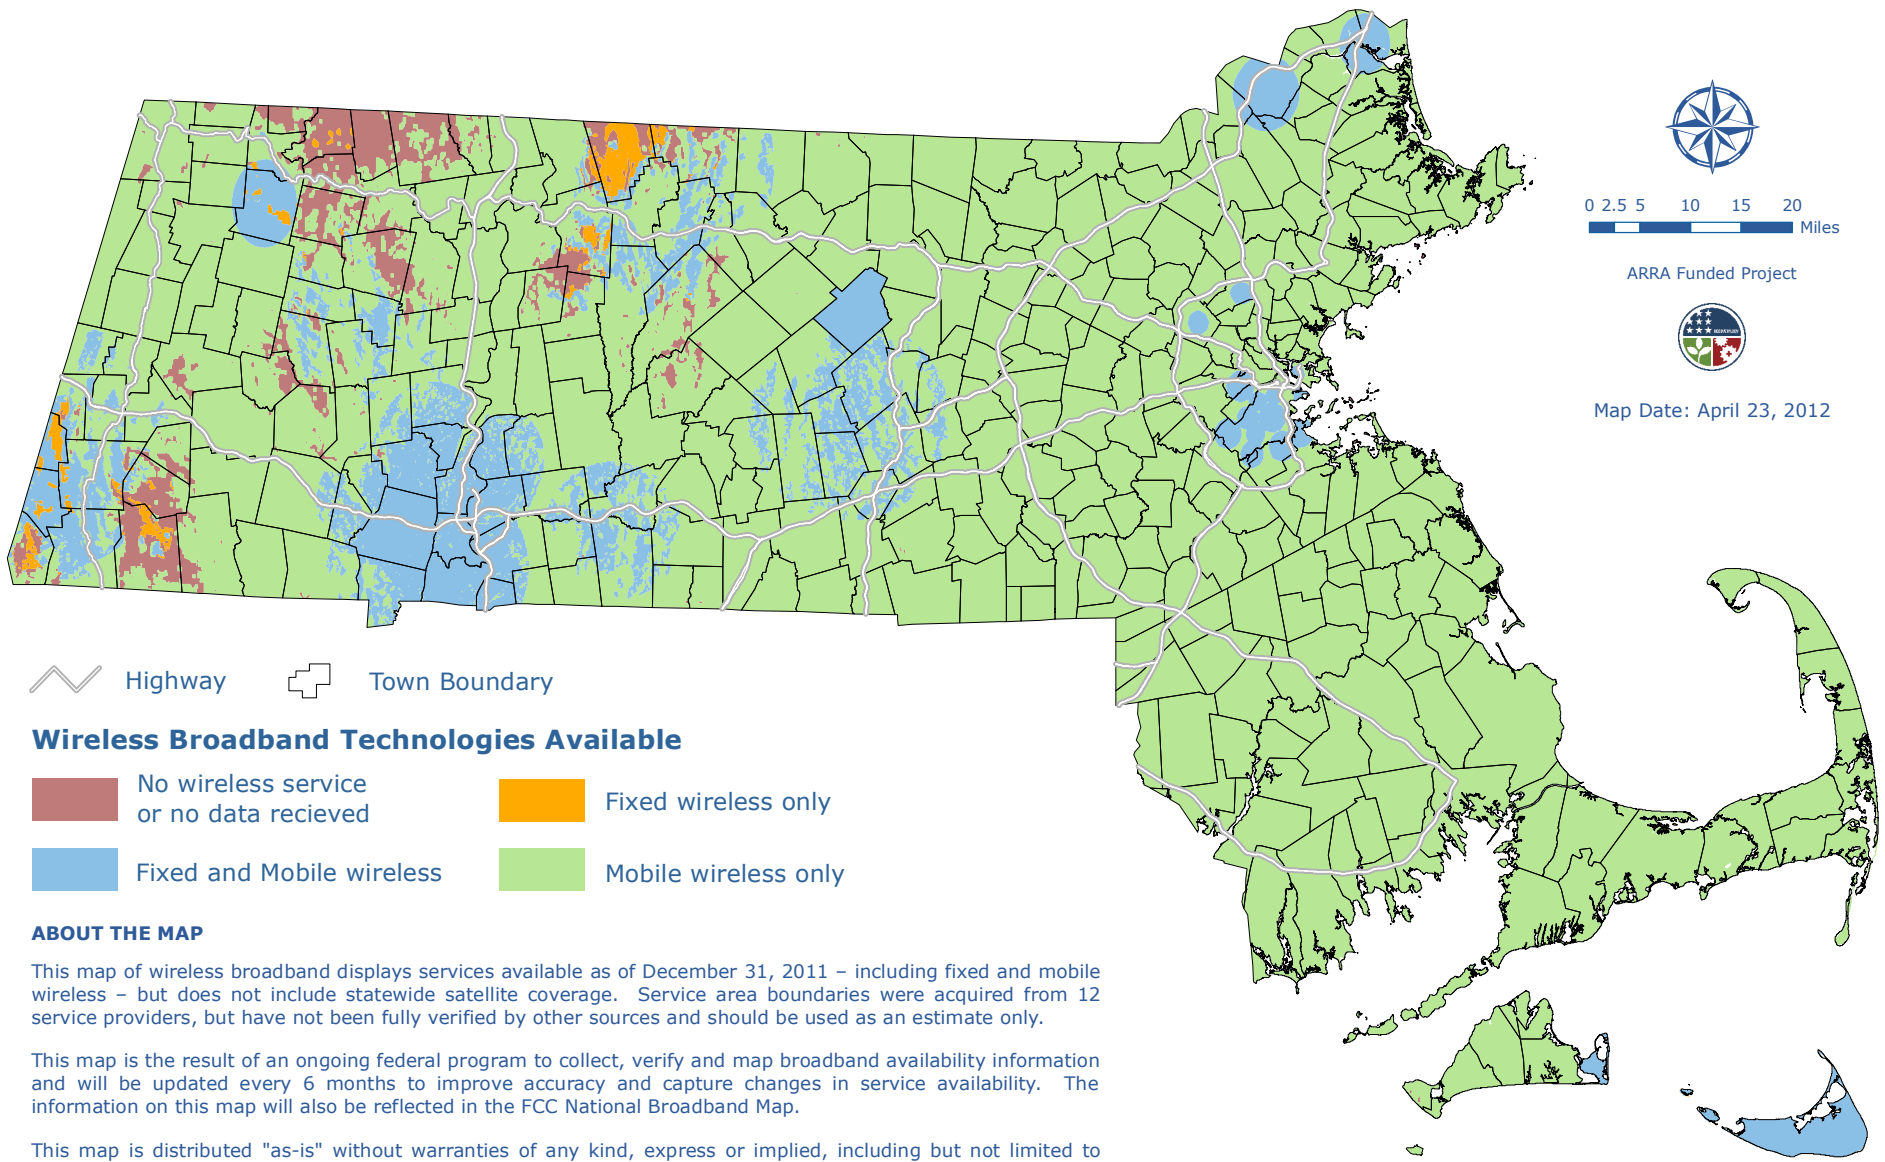 0 2.5 5 10 15 20
Miles
ARRA Funded Project
Map Date: April 23, 2012
Highway
Town Boundary
Wireless Broadband Technologies Available
No wireless service
or no data recieved
Fixed wireless only
Fixed and Mobile wireless
Mobile wireless only
ABOUT THE MAP
This map of wireless broadband displays services available as of December 31, 2011 – including fixed and mobile
wireless – but does not include statewide satellite coverage. Service area boundaries were acquired from 12
service providers, but have not been fully verified by other sources and should be used as an estimate only.
This map is the result of an ongoing federal program to collect, verify and map broadband availability information
and will be updated every 6 months to improve accuracy and capture changes in service availability. The
information on this map will also be reflected in the FCC National Broadband Map.
This map is distributed "as-is" without warranties of any kind, express or implied, including but not limited to